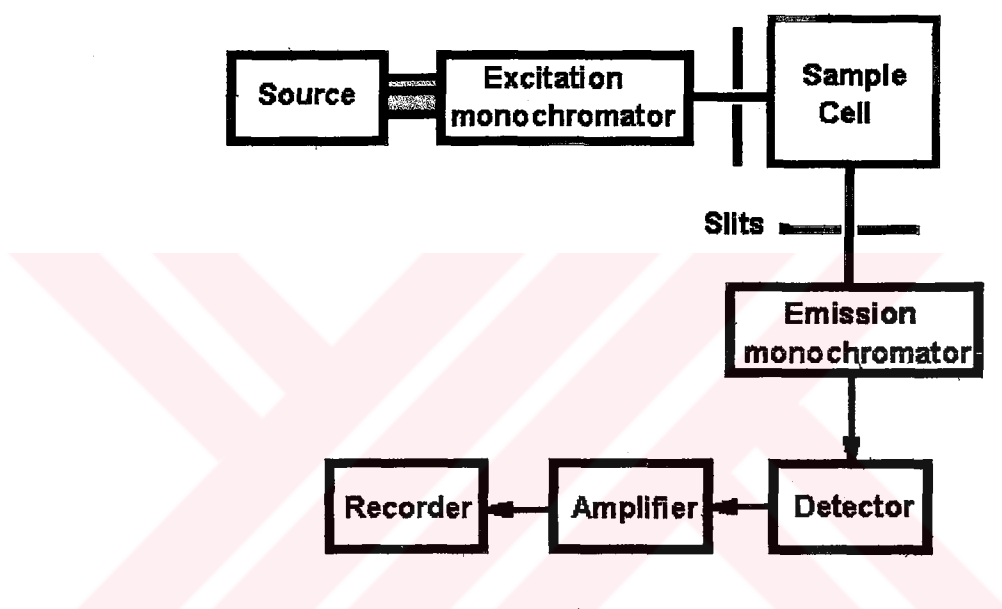 Source
Excitation
monochromator
Sample
Cell
Slits
Emission
monochromator
Detector
Amplifier
Recorder